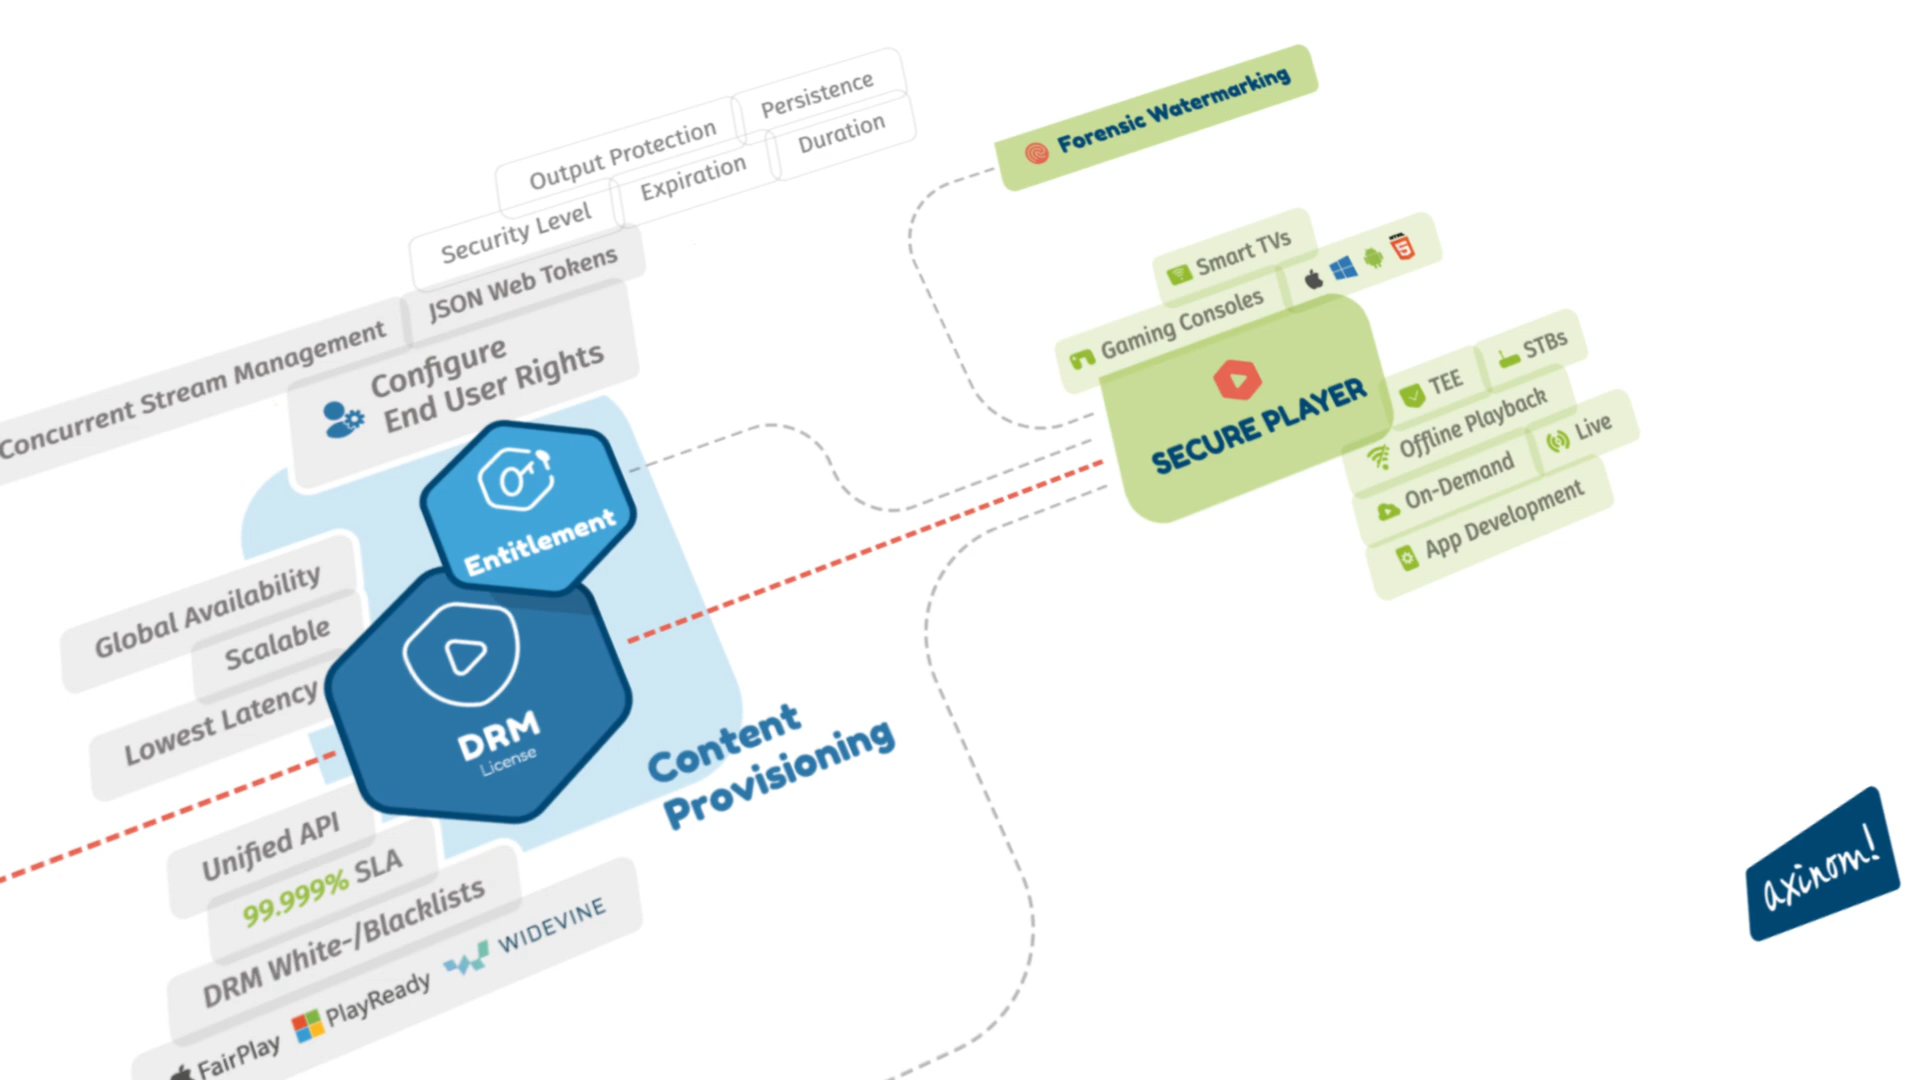 Persistence
Output Protection
Duration
Expiration
Security Level
JSON Web Tokens
Concurrent Stream Management
Configure
End User Rights
Entitlement
Global Availability
Scalable
Lowest Latency
DRM
License
Content
Provisioning
Unified API
99.999% SLA
DRM White-/Blacklists
FairPlay PlayReady WIDEVINE
Forensic Watermarking
Smart TVs
Gaming Consoles
HTML 5
SECURE PLAYER
TEE
STBs
Offline Playback
On-Demand
Live
App Development
axinom!